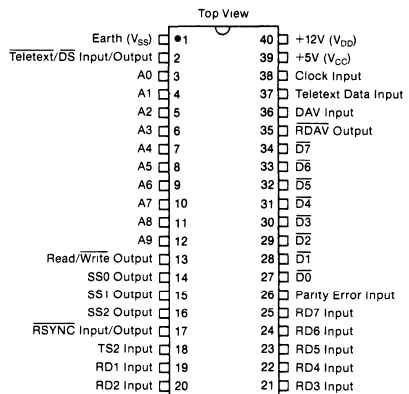 Top View
Earth (VSS) 1 40 +12V (VDD)
Teletext/DS Input/Output 2 39 +5V (VCC)
A0 3 38 Clock Input
A1 4 37 Teletext Data Input
A2 5 36 DAV Input
A3 6 35 RDAV Output
A4 7 34 D7
A5 8 33 D6
A6 9 32 D5
A7 10 31 D4
A8 11 30 D3
A9 12 29 D2
Read/Write Output 13 28 D1
SS0 Output 14 27 D0
SS1 Output 15 26 Parity Error Input
SS2 Output 16 25 RD7 Input
RSYNC Input/Output 17 24 RD6 Input
TS2 Input 18 23 RD5 Input
RD1 Input 19 22 RD4 Input
RD2 Input 20 21 RD3 Input